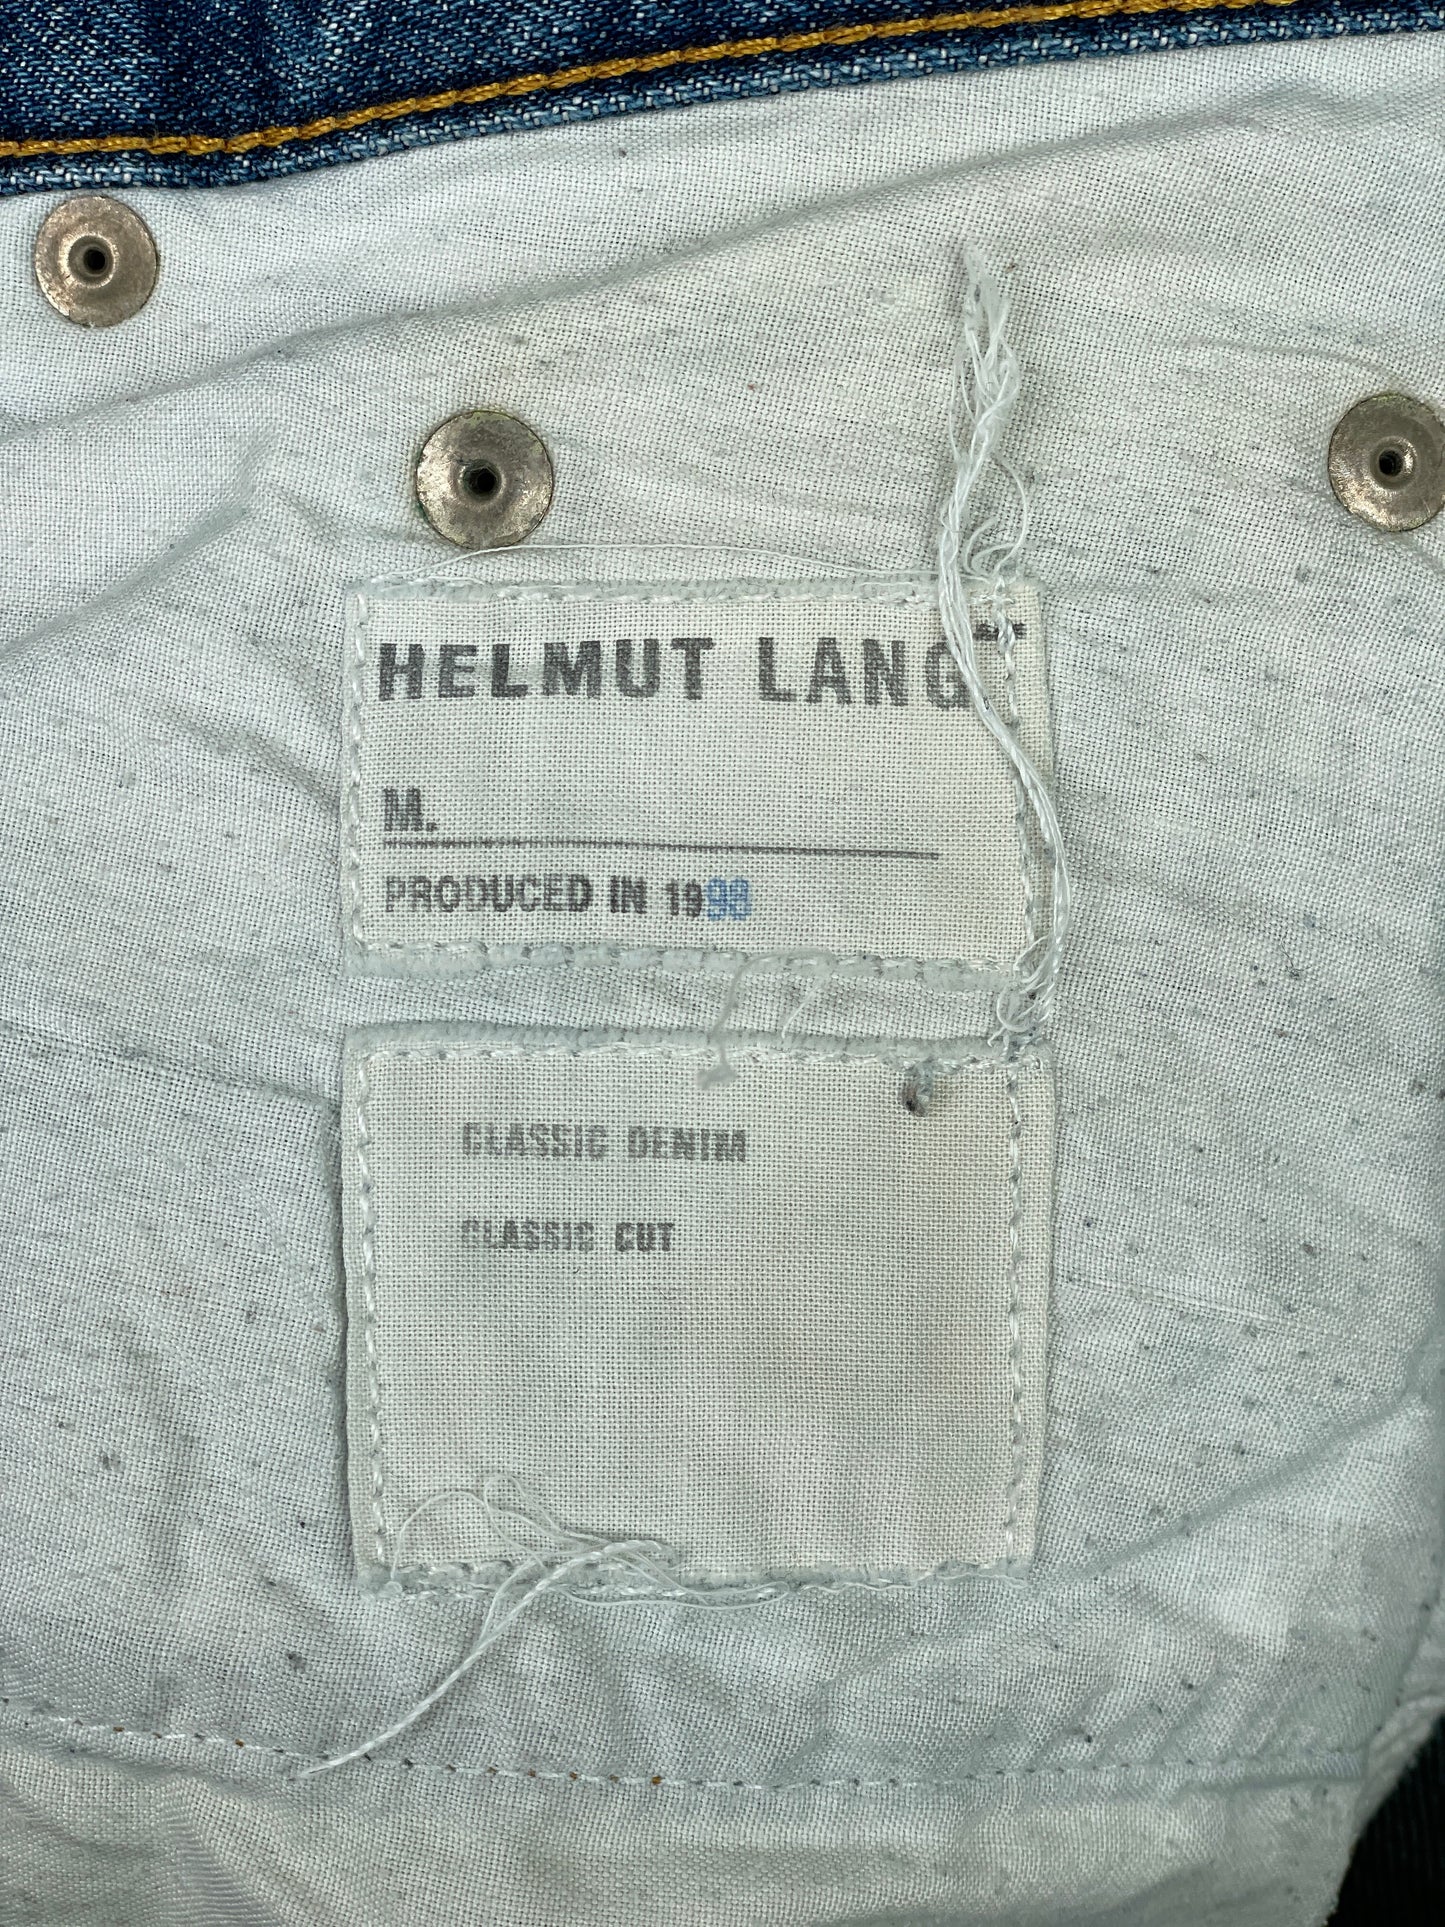 HELMUT LANG
M.
PRODUCED IN 1998
CLASSIC DENIM
CLASSIC CUT